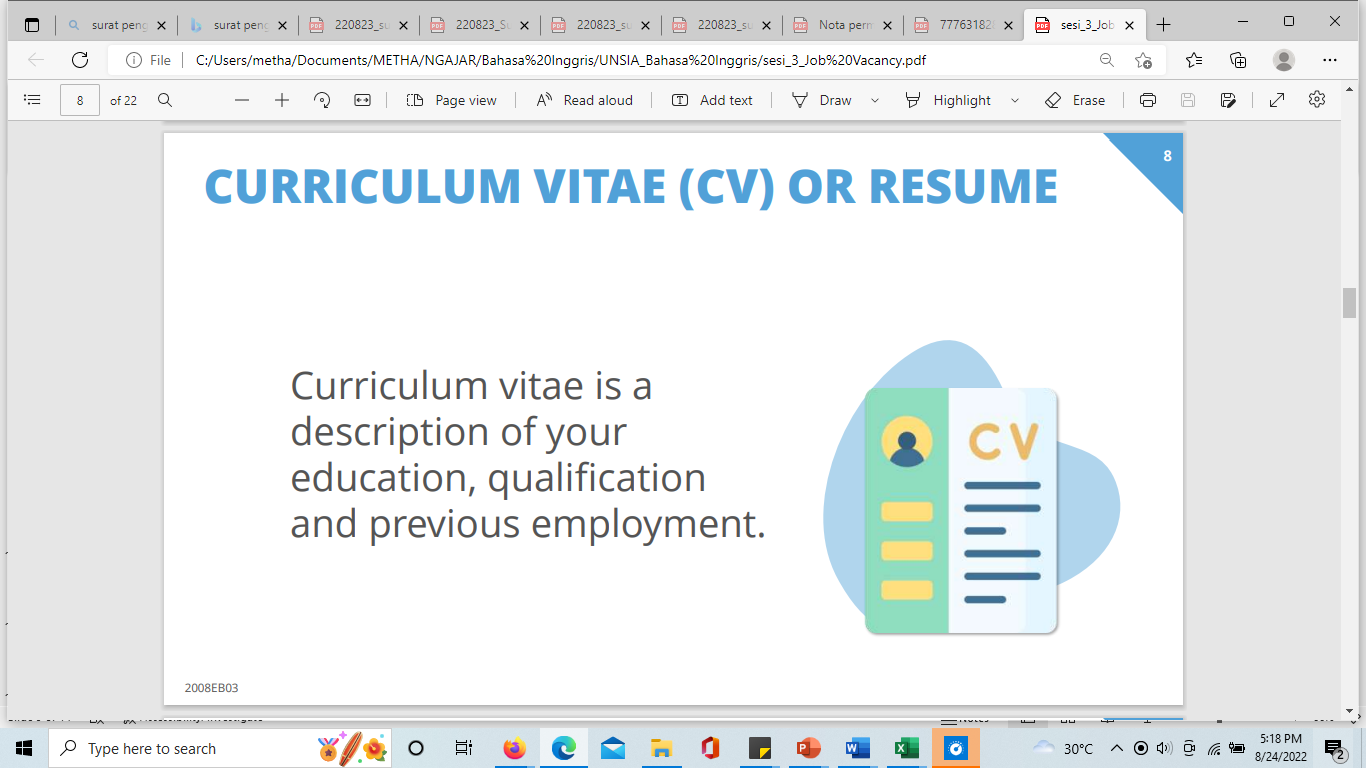 surat peng
surat peng
220823_su
220823_Su
220823_su
220823_su
Nota perm
77763182
sesi_3_Job
File
C:/Users/metha/Documents/METHA/NGAJAR/Bahasa%20Inggris/UNSIA_Bahasa%20Inggris/sesi_3_Job%20Vacancy.pdf
8 of 22
Page view
Read aloud
Add text
Draw
Highlight
Erase
8
CURRICULUM VITAE (CV) OR RESUME
Curriculum vitae is a
description of your
education, qualification
and previous employment.
CV
2008EB03
Type here to search
30°C
5:18 PM
8/24/2022
2